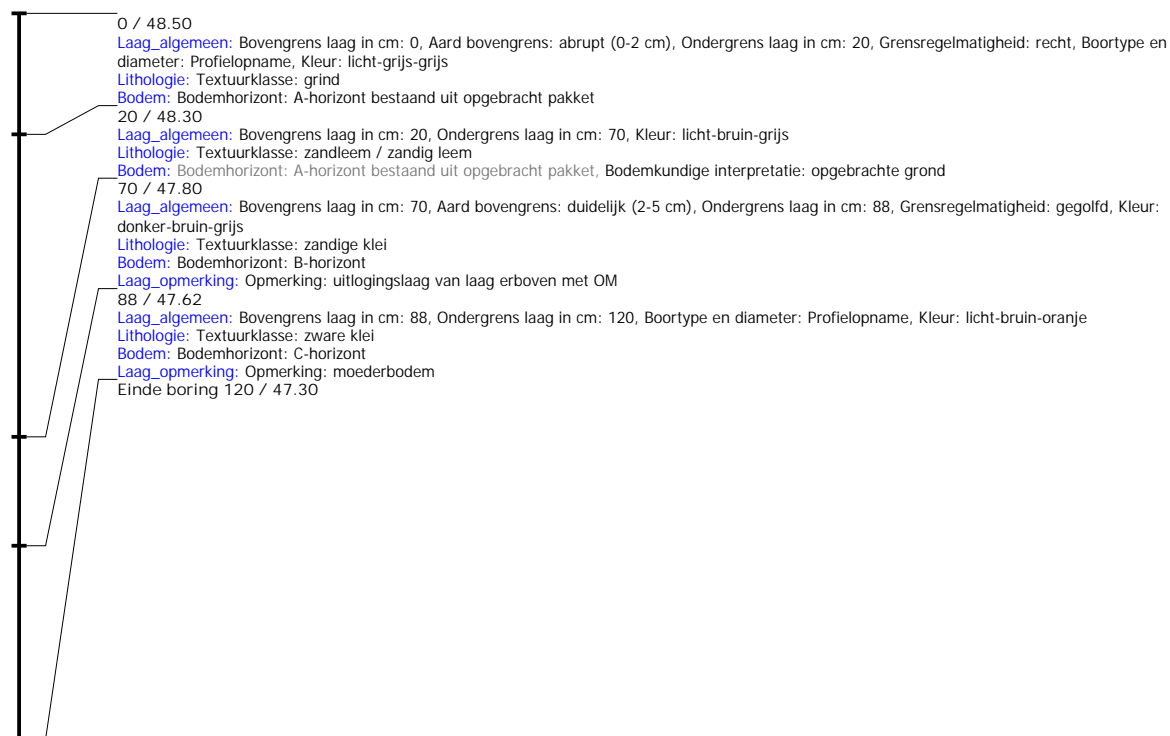 0 / 48.50
Laag_algemeen: Bovengrens laag in cm: 0, Aard bovengrens: abrupt (0-2 cm), Ondergrens laag in cm: 20, Grensregelmatigheid: recht, Boortype en
diameter: Profielopname, Kleur: licht-grijs-grijs
Lithologie: Textuurklasse: grind
Bodem: Bodemhorizont: A-horizont bestaand uit opgebracht pakket
20 / 48.30
Laag_algemeen: Bovengrens laag in cm: 20, Ondergrens laag in cm: 70, Kleur: licht-bruin-grijs
Lithologie: Textuurklasse: zandleem / zandig leem
Bodem: Bodemhorizont: A-horizont bestaand uit opgebracht pakket, Bodemkundige interpretatie: opgebrachte grond
70 / 47.80
Laag_algemeen: Bovengrens laag in cm: 70, Aard bovengrens: duidelijk (2-5 cm), Ondergrens laag in cm: 88, Grensregelmatigheid: gegolfd, Kleur:
donker-bruin-grijs
Lithologie: Textuurklasse: zandige klei
Bodem: Bodemhorizont: B-horizont
Laag_opmerking: Opmerking: uitlogingslaag van laag erboven met OM
88 / 47.62
Laag_algemeen: Bovengrens laag in cm: 88, Ondergrens laag in cm: 120, Boortype en diameter: Profielopname, Kleur: licht-bruin-oranje
Lithologie: Textuurklasse: zware klei
Bodem: Bodemhorizont: C-horizont
Laag_opmerking: Opmerking: moederbodem
Einde boring 120 / 47.30